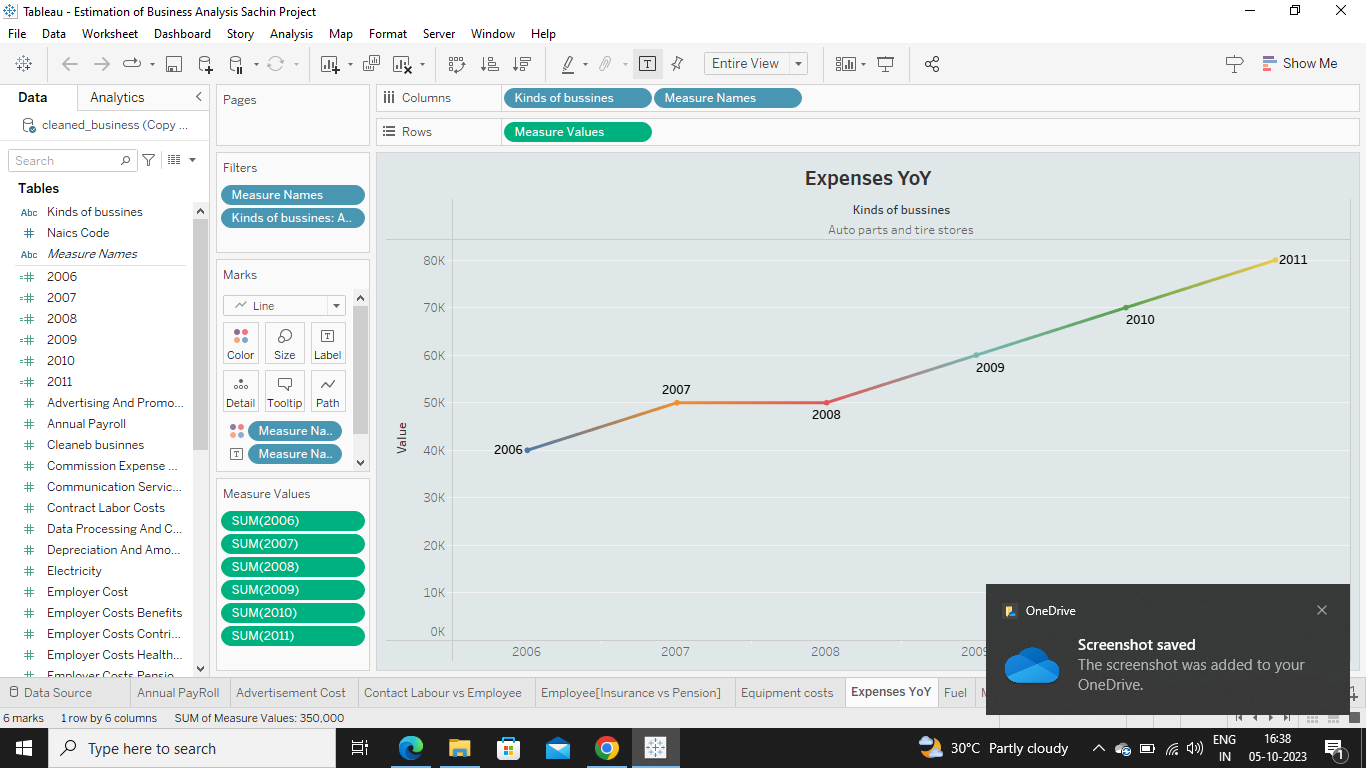 Tableau - Estimation of Business Analysis Sachin Project
File Data Worksheet Dashboard Story Analysis Map Format Server Window Help
Entire View
Show Me
Data Analytics
cleaned_business (Copy ...
Search
Tables
Abc Kinds of bussines
# Naics Code
Abc Measure Names
=# 2006
=# 2007
=# 2008
=# 2009
=# 2010
=# 2011
# Advertising And Promo...
# Annual Payroll
# Cleaneb businnes
# Commission Expense ...
# Communication Servic...
# Contract Labor Costs
# Data Processing And C...
# Depreciation And Amo...
# Electricity
# Employer Cost
# Employer Costs Benefits
# Employer Costs Contri...
# Employer Costs Health...
# Employer Costs Pensio...
Pages
Filters
Measure Names
Kinds of bussines: A..
Marks
Line
Color Size Label
Detail Tooltip Path
Measure Na..
Measure Na..
Measure Values
SUM(2006)
SUM(2007)
SUM(2008)
SUM(2009)
SUM(2010)
SUM(2011)
Columns Kinds of bussines Measure Names
Rows Measure Values
Expenses YoY
Kinds of bussines
Auto parts and tire stores
80K
70K
60K
50K
40K
30K
20K
10K
0K
Value
2006
2007
2008
2009
2010
2011
2006 2007 2008 2009
OneDrive
Screenshot saved
The screenshot was added to your
OneDrive.
Data Source Annual PayRoll Advertisement Cost Contact Labour vs Employee Employee[Insurance vs Pension] Equipment costs Expenses YoY Fuel
6 marks 1 row by 6 columns SUM of Measure Values: 350,000
Type here to search
30°C Partly cloudy
ENG
IN
16:38
05-10-2023
1